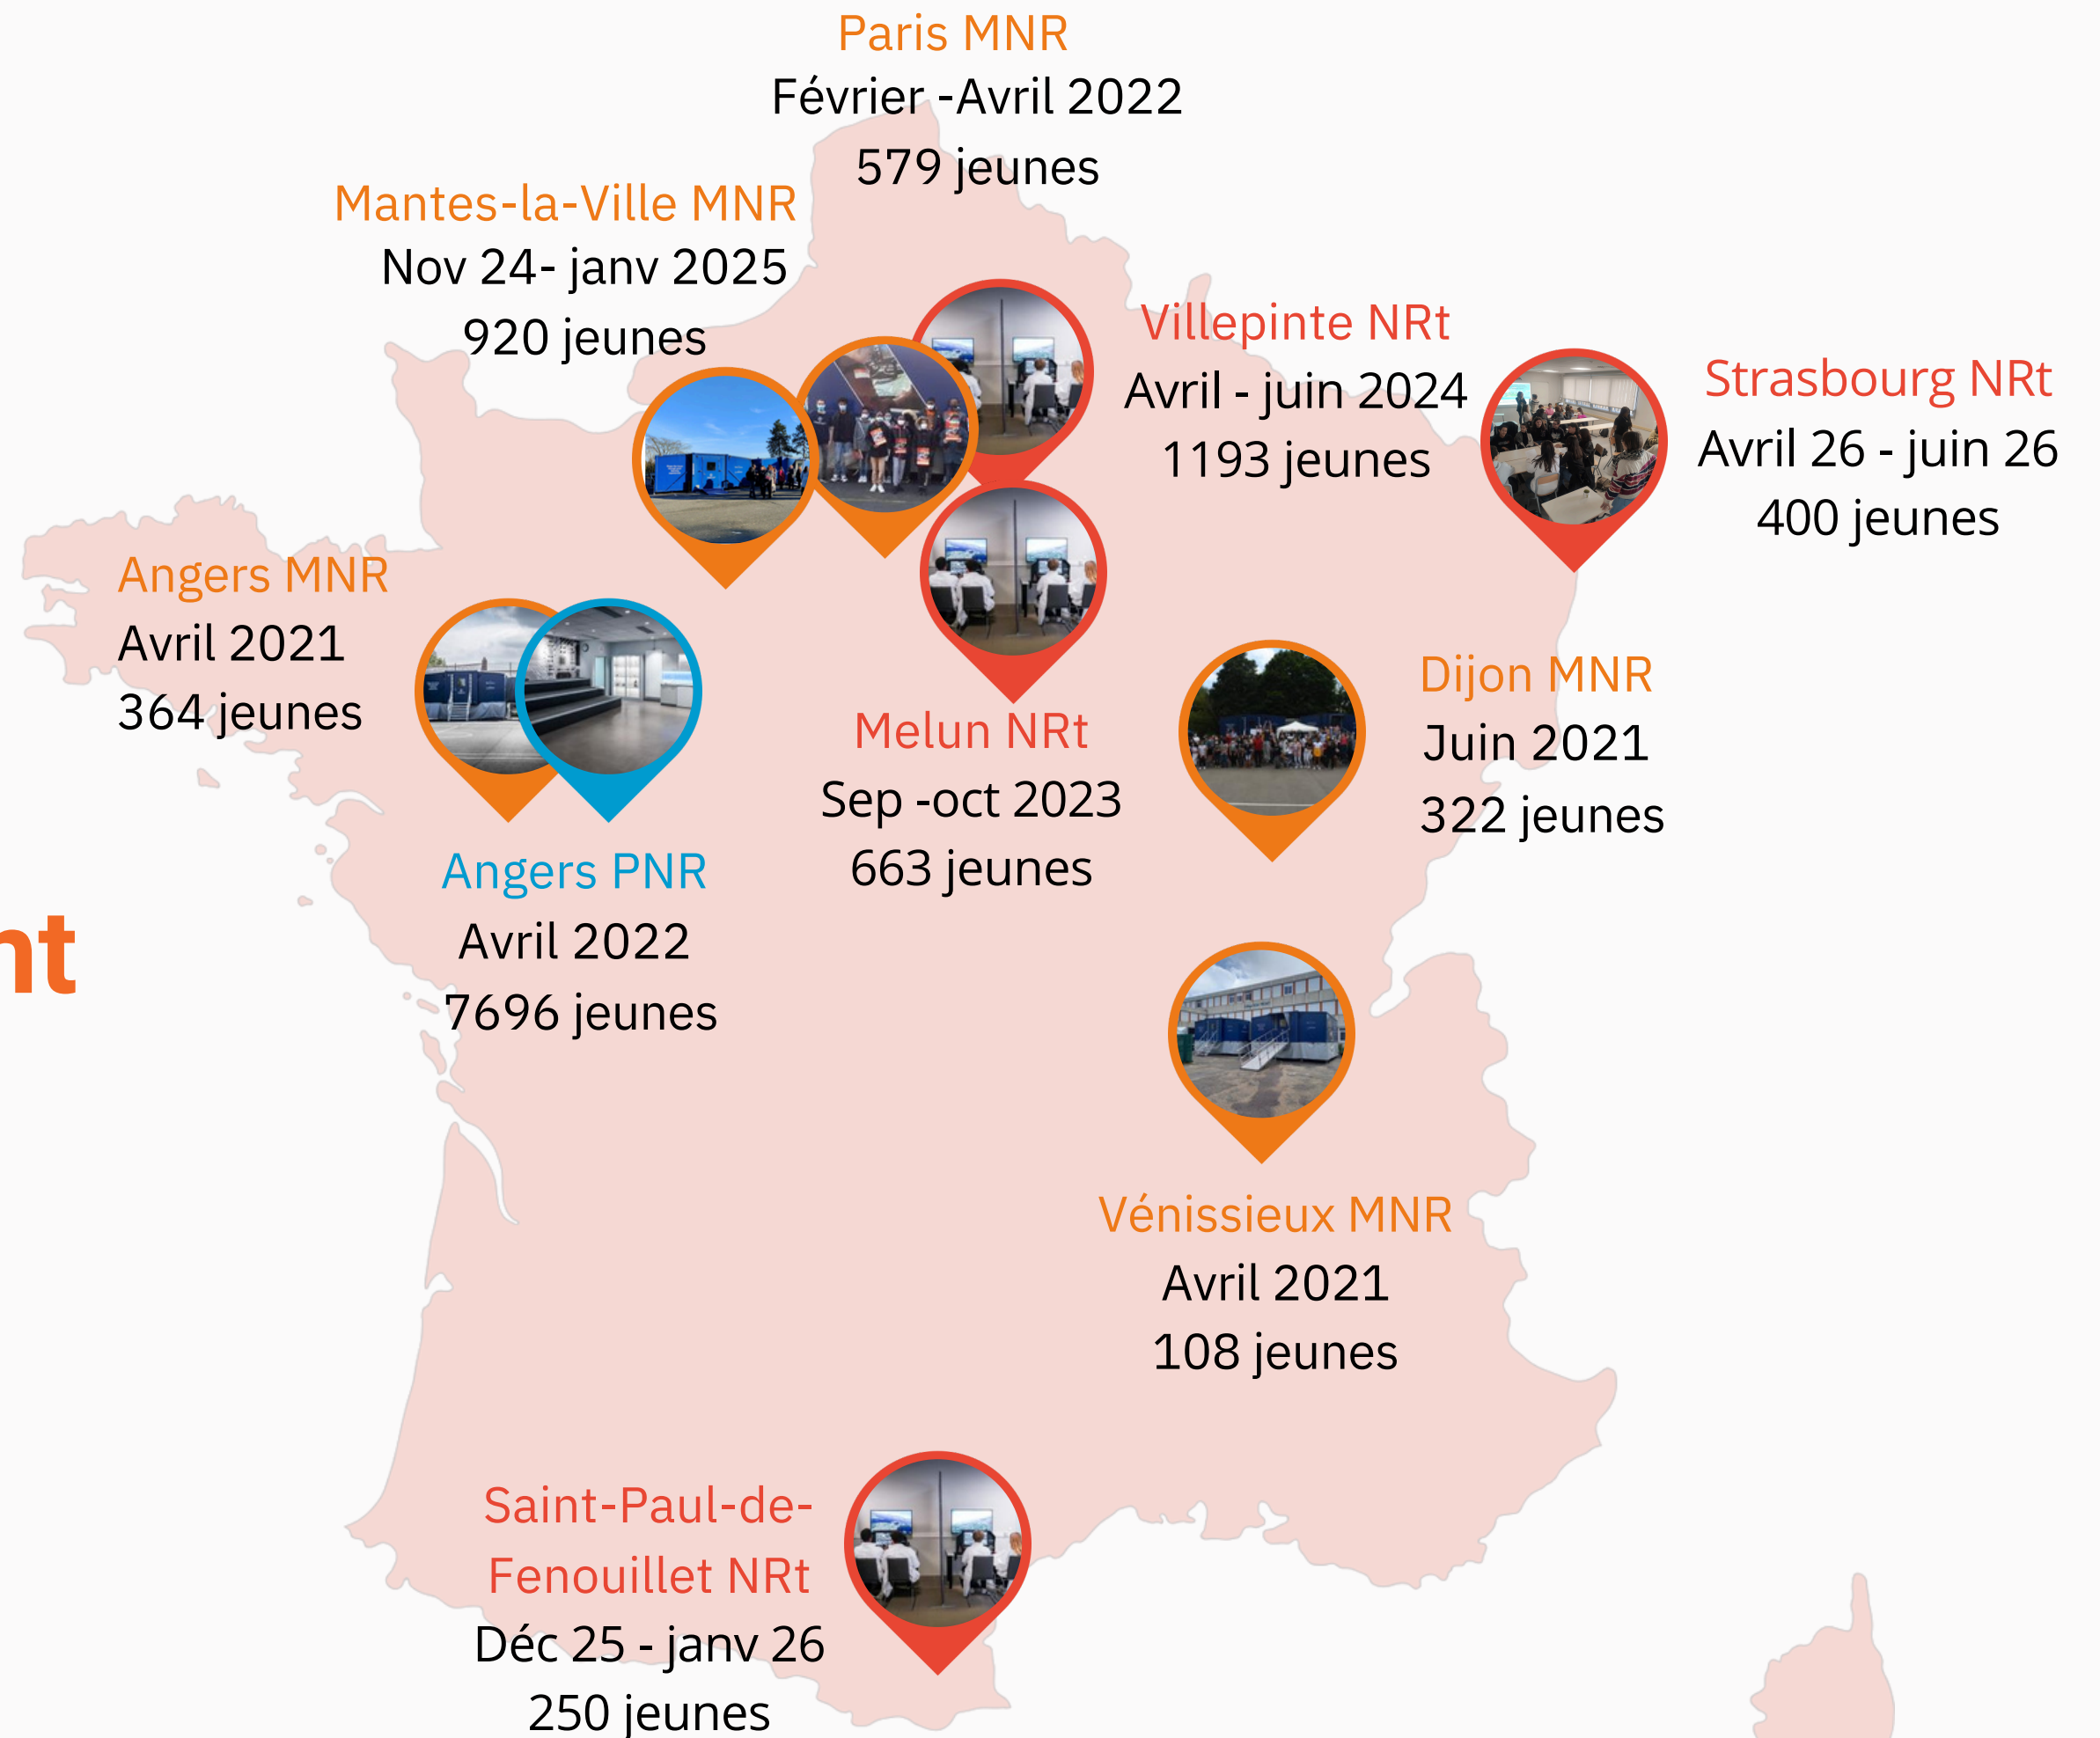 Paris MNR
Février -Avril 2022
579 jeunes
Mantes-la-Ville MNR
Nov 24- janv 2025
920 jeunes
Villepinte NRt
Avril - juin 2024
1193 jeunes
Strasbourg NRt
Avril 26 - juin 26
400 jeunes
Angers MNR
Avril 2021
364 jeunes
Dijon MNR
Juin 2021
322 jeunes
Melun NRt
Sep -oct 2023
663 jeunes
Angers PNR
Avril 2022
7696 jeunes
nt
Vénissieux MNR
Avril 2021
108 jeunes
Saint-Paul-de-
Fenouillet NRt
Déc 25 - janv 26
250 jeunes